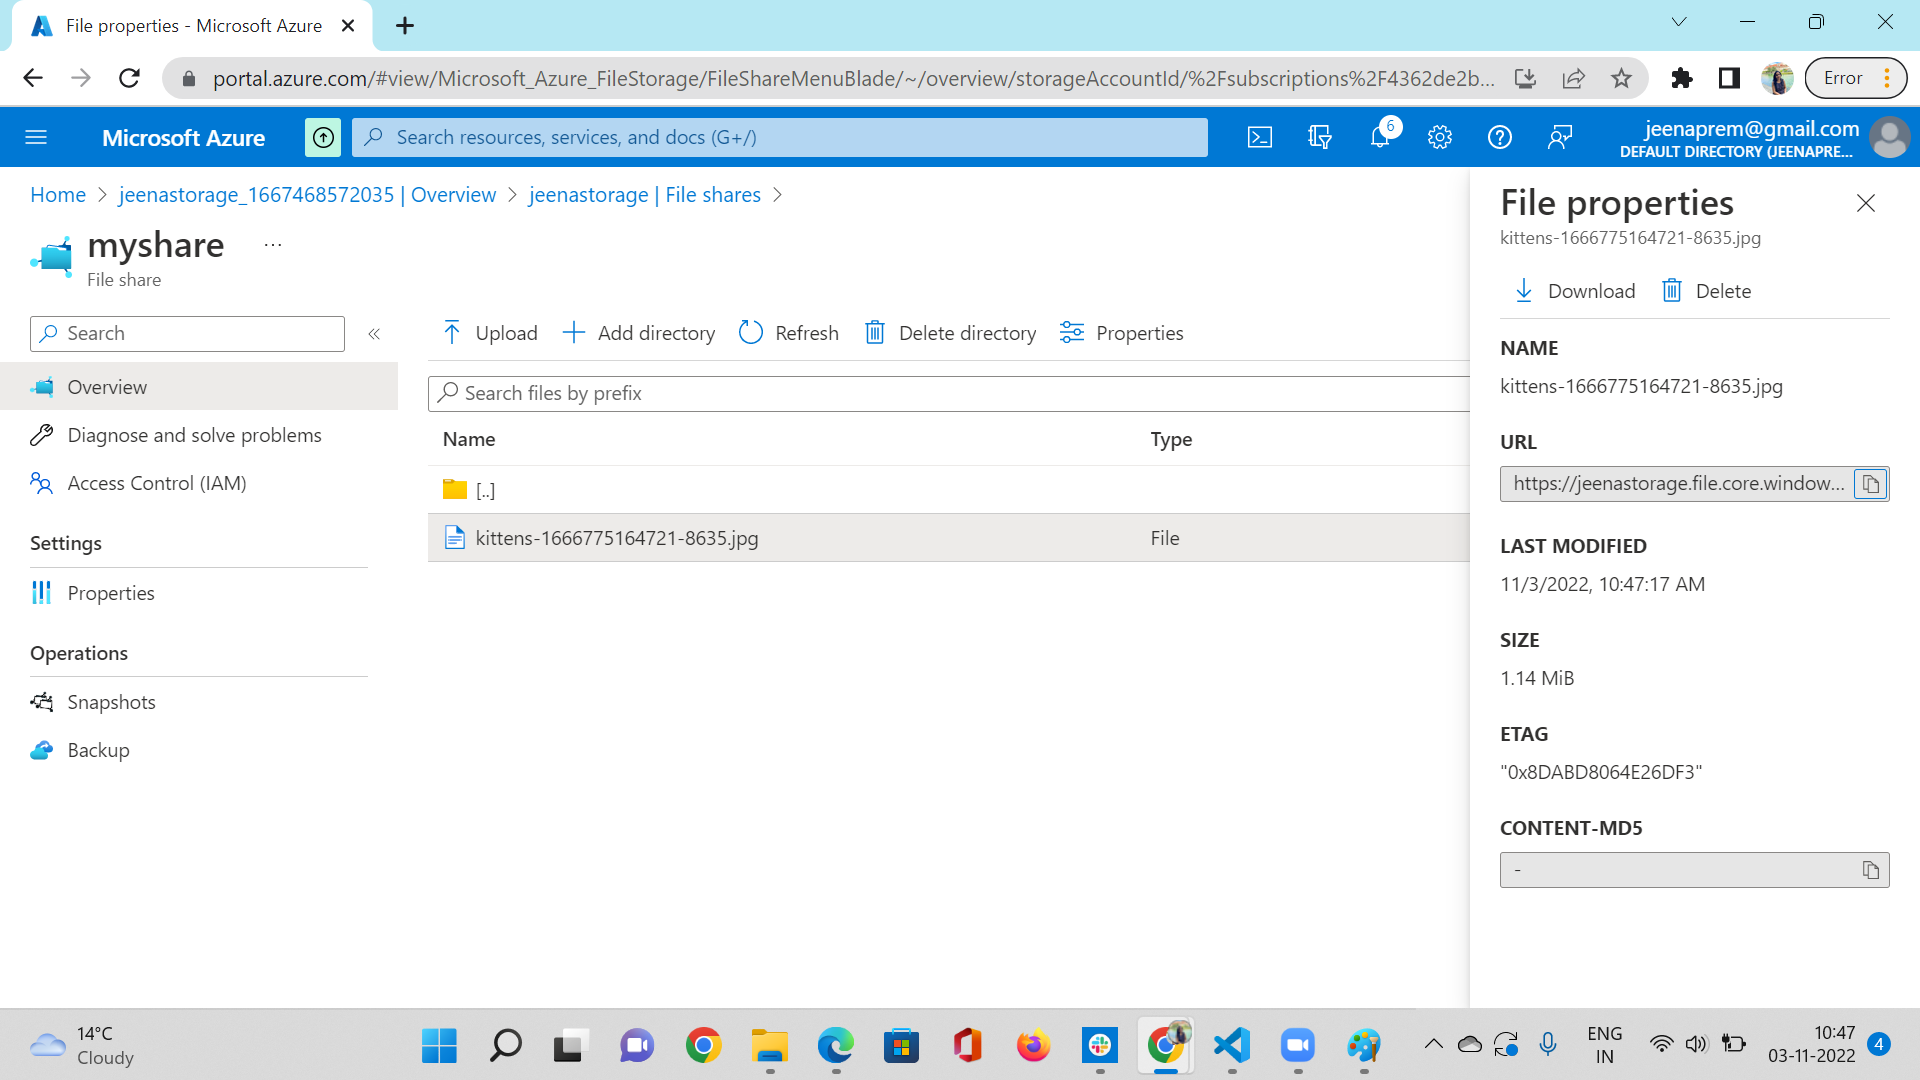 File properties - Microsoft Azure
portal.azure.com/#view/Microsoft_Azure_FileStorage/FileShareMenuBlade/~/overview/storageAccountId/%2Fsubscriptions%2F4362de2b...
Error
Microsoft Azure
Search resources, services, and docs (G+/)
6
jeenaprem@gmail.com
DEFAULT DIRECTORY (JEENAPRE...
Home > jeenastorage_1667468572035 | Overview > jeenastorage | File shares >
myshare ...
File share
Search
«
Overview
Diagnose and solve problems
Access Control (IAM)
Settings
Properties
Operations
Snapshots
Backup
Upload
Add directory
Refresh
Delete directory
Properties
Search files by prefix
Name Type
[..]
kittens-1666775164721-8635.jpg File
File properties
kittens-1666775164721-8635.jpg
Download
Delete
NAME
kittens-1666775164721-8635.jpg
URL
https://jeenastorage.file.core.window...
LAST MODIFIED
11/3/2022, 10:47:17 AM
SIZE
1.14 MiB
ETAG
"0x8DABD8064E26DF3"
CONTENT-MD5
-
14°C
Cloudy
ENG
IN
10:47
03-11-2022
4